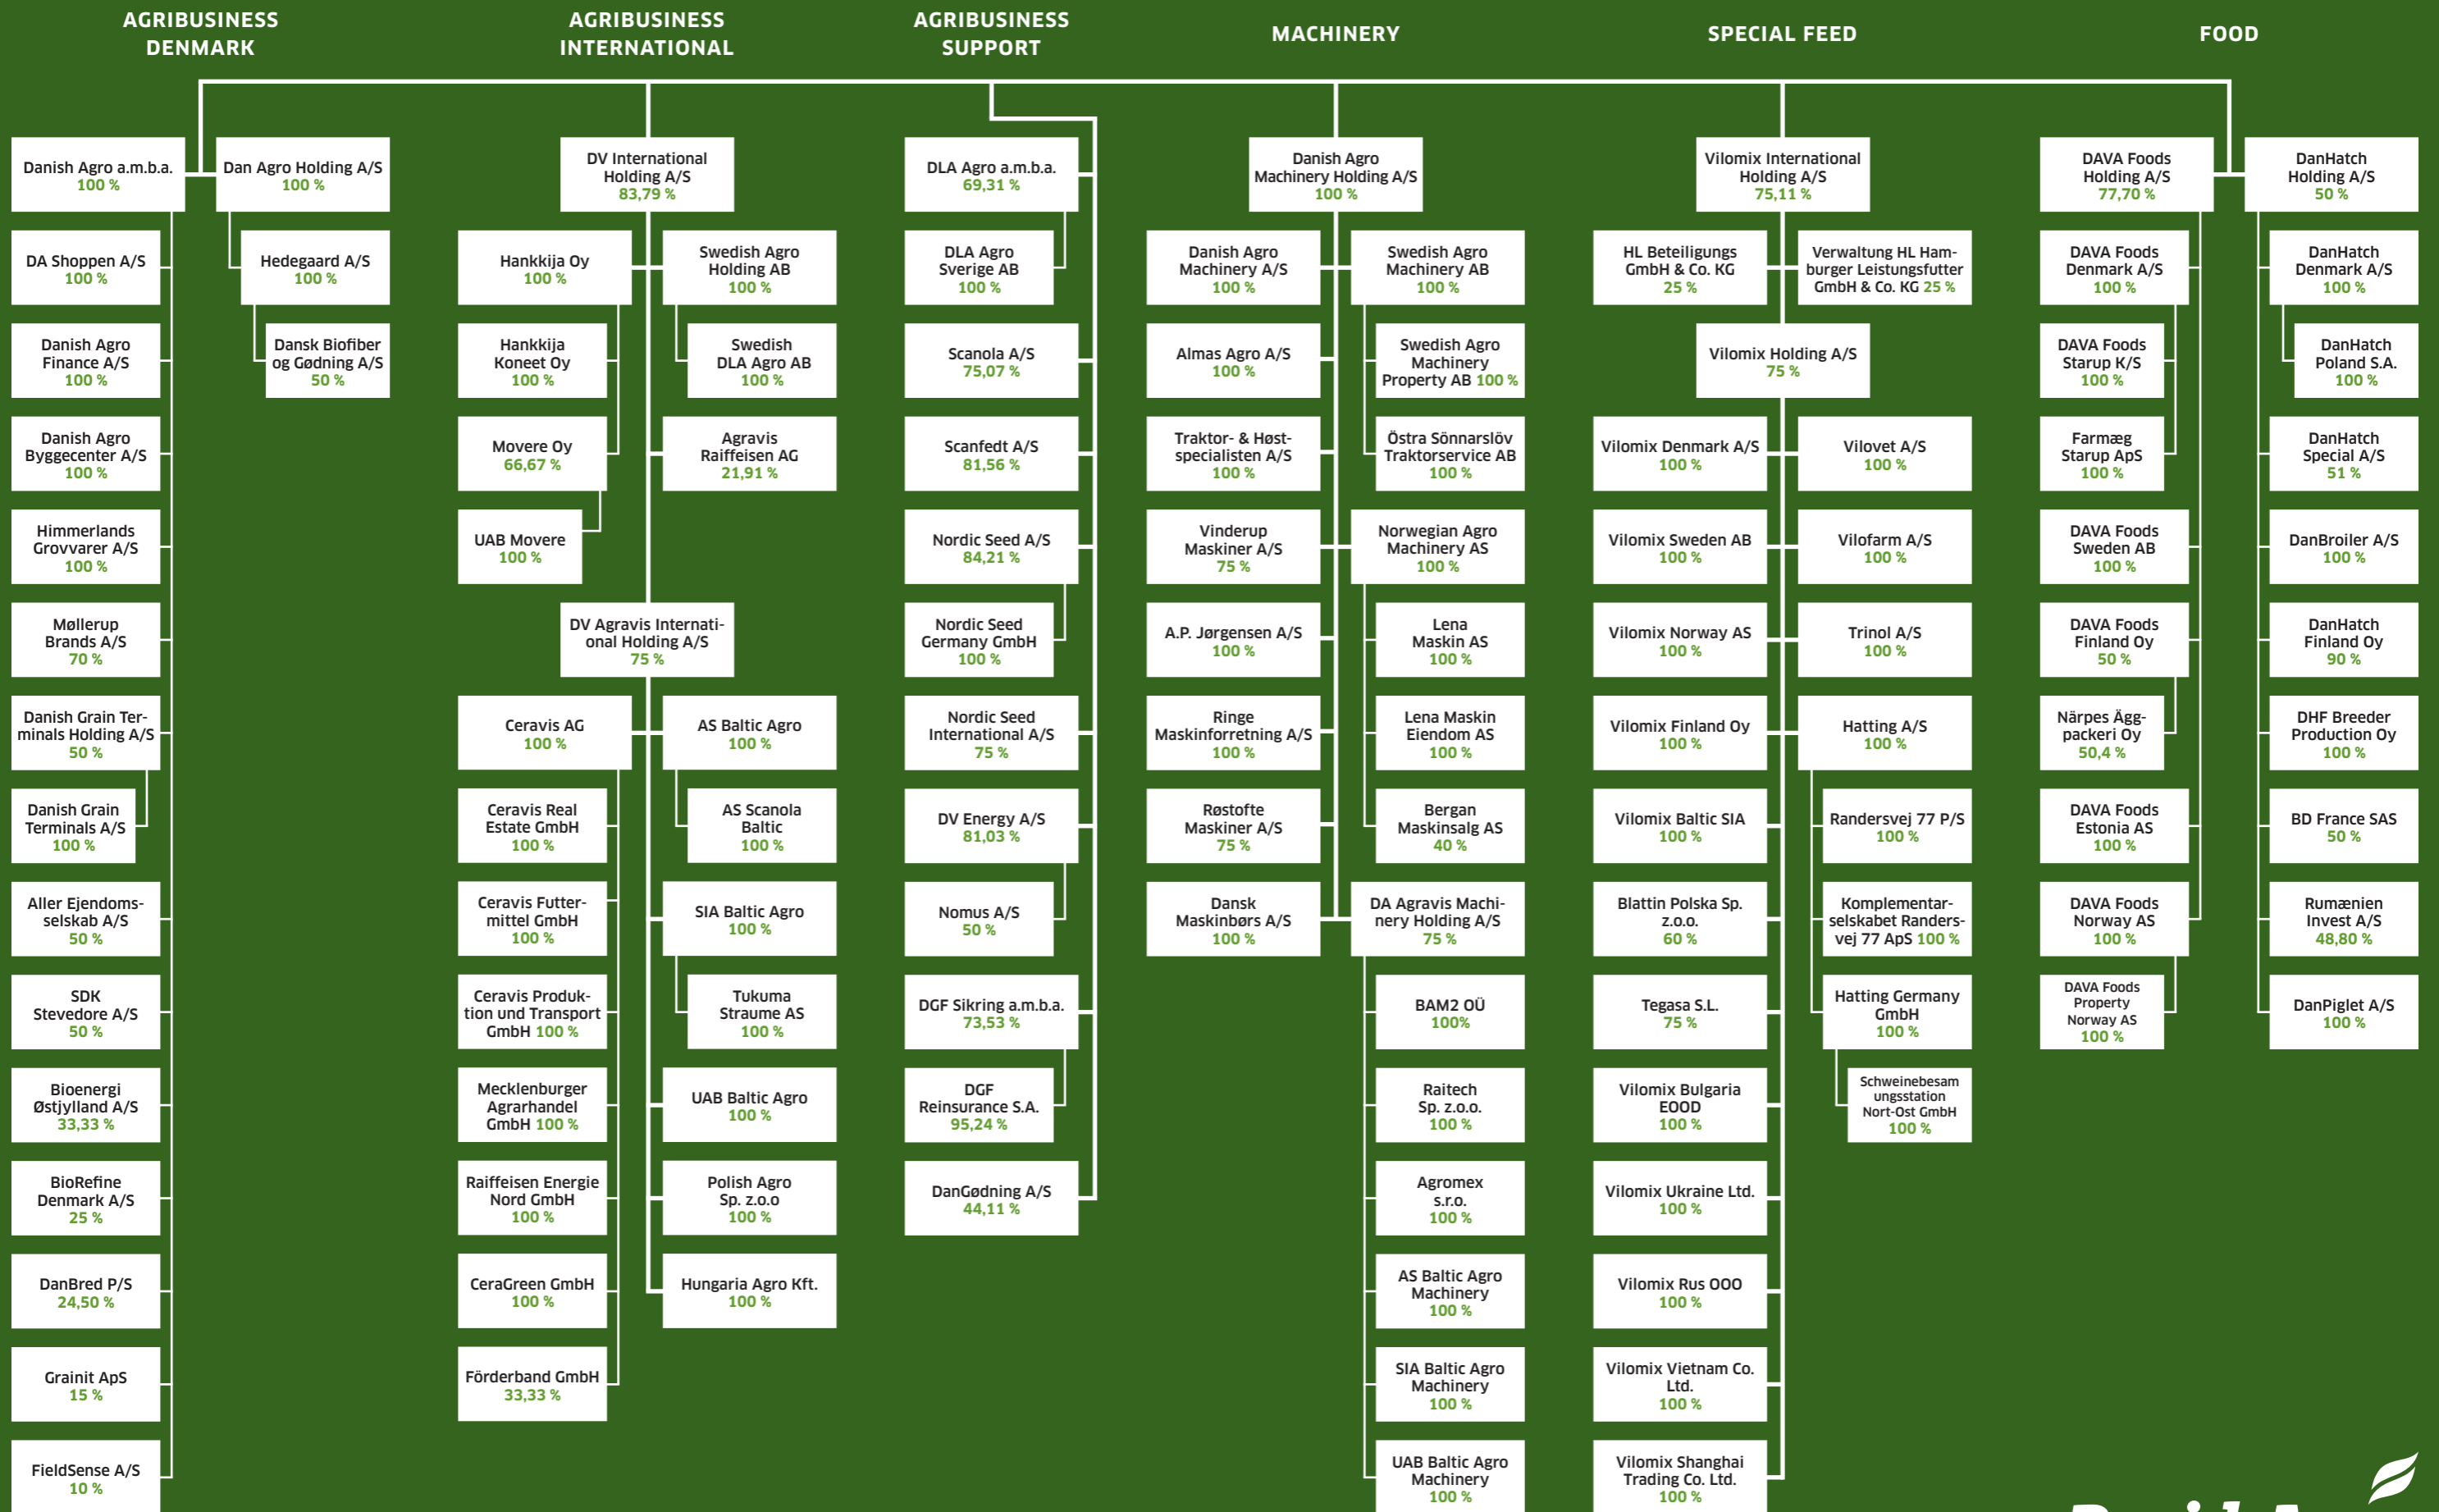 AGRIBUSINESS
DENMARK
Danish Agro a.m.b.a.
100 %
DA Shoppen A/S
100 %
Danish Agro
Finance A/S
100 %
Danish Agro
Byggecenter A/S
100 %
Himmerlands
Grovvarer A/S
100 %
Møllerup
Brands A/S
70 %
Danish Grain Ter-
minals Holding A/S
50 %
Danish Grain
Terminals A/S
100 %
Aller Ejendoms-
selskab A/S
50 %
SDK
Stevedore A/S
50 %
Bioenergi
Østjylland A/S
33,33 %
BioRefine
Denmark A/S
25 %
DanBred P/S
24,50 %
Grainit ApS
15 %
FieldSense A/S
10 %
Dan Agro Holding A/S
100 %
Hedegaard A/S
100 %
Dansk Biofiber
og Gødning A/S
50 %
AGRIBUSINESS
INTERNATIONAL
DV International
Holding A/S
83,79 %
Hankkija Oy
100 %
Hankkija
Koneet Oy
100 %
Movere Oy
66,67 %
UAB Movere
100 %
Swedish Agro
Holding AB
100 %
Swedish
DLA Agro AB
100 %
Agravis
Raiffeisen AG
21,91 %
DV Agravis Internati-
onal Holding A/S
75 %
Ceravis AG
100 %
Ceravis Real
Estate GmbH
100 %
Ceravis Futter-
mittel GmbH
100 %
Ceravis Produk-
tion und Transport
GmbH 100 %
Mecklenburger
Agrarhandel
GmbH 100 %
Raiffeisen Energie
Nord GmbH
100 %
CeraGreen GmbH
100 %
Förderband GmbH
33,33 %
AS Baltic Agro
100 %
AS Scanola
Baltic
100 %
SIA Baltic Agro
100 %
Tukuma
Straume AS
100 %
UAB Baltic Agro
100 %
Polish Agro
Sp. z.o.o
100 %
Hungaria Agro Kft.
100 %
AGRIBUSINESS
SUPPORT
DLA Agro a.m.b.a.
69,31 %
DLA Agro
Sverige AB
100 %
Scanola A/S
75,07 %
Scanfedt A/S
81,56 %
Nordic Seed A/S
84,21 %
Nordic Seed
Germany GmbH
100 %
Nordic Seed
International A/S
75 %
DV Energy A/S
81,03 %
Nomus A/S
50 %
DGF Sikring a.m.b.a.
73,53 %
DGF
Reinsurance S.A.
95,24 %
DanGødning A/S
44,11 %
MACHINERY
Danish Agro
Machinery Holding A/S
100 %
Danish Agro
Machinery A/S
100 %
Almas Agro A/S
100 %
Traktor- & Høst-
specialisten A/S
100 %
Vinderup
Maskiner A/S
75 %
A.P. Jørgensen A/S
100 %
Ringe
Maskinforretning A/S
100 %
Røstofte
Maskiner A/S
75 %
Dansk
Maskinbørs A/S
100 %
Swedish Agro
Machinery AB
100 %
Swedish Agro
Machinery
Property AB 100 %
Östra Sönnarslöv
Traktorservice AB
100 %
Norwegian Agro
Machinery AS
100 %
Lena
Maskin AS
100 %
Lena Maskin
Eiendom AS
100 %
Bergan
Maskinsalg AS
40 %
DA Agravis Machi-
nery Holding A/S
75 %
BAM2 OÜ
100%
Raitech
Sp. z.o.o.
100 %
Agromex
s.r.o.
100 %
AS Baltic Agro
Machinery
100 %
SIA Baltic Agro
Machinery
100 %
UAB Baltic Agro
Machinery
100 %
SPECIAL FEED
Vilomix International
Holding A/S
75,11 %
HL Beteiligungs
GmbH & Co. KG
25 %
Verwaltung HL Ham-
burger Leistungsfutter
GmbH & Co. KG 25 %
Vilomix Holding A/S
75 %
Vilomix Denmark A/S
100 %
Vilomix Sweden AB
100 %
Vilomix Norway AS
100 %
Vilomix Finland Oy
100 %
Vilomix Baltic SIA
100 %
Blattin Polska Sp.
z.o.o.
60 %
Tegasa S.L.
75 %
Vilomix Bulgaria
EOOD
100 %
Vilomix Ukraine Ltd.
100 %
Vilomix Rus OOO
100 %
Vilomix Vietnam Co.
Ltd.
100 %
Vilomix Shanghai
Trading Co. Ltd.
100 %
Vilovet A/S
100 %
Vilofarm A/S
100 %
Trinol A/S
100 %
Hatting A/S
100 %
Randersvej 77 P/S
100 %
Komplementar-
selskabet Randers-
vej 77 ApS 100 %
Hatting Germany
GmbH
100 %
Schweinebesam
ungsstation
Nort-Ost GmbH
100 %
FOOD
DAVA Foods
Holding A/S
77,70 %
DAVA Foods
Denmark A/S
100 %
DAVA Foods
Starup K/S
100 %
Farmæg
Starup ApS
100 %
DAVA Foods
Sweden AB
100 %
DAVA Foods
Finland Oy
50 %
Närpes Ägg-
packeri Oy
50,4 %
DAVA Foods
Estonia AS
100 %
DAVA Foods
Norway AS
100 %
DAVA Foods
Property
Norway AS
100 %
DanHatch
Holding A/S
50 %
DanHatch
Denmark A/S
100 %
DanHatch
Poland S.A.
100 %
DanHatch
Special A/S
51 %
DanBroiler A/S
100 %
DanHatch
Finland Oy
90 %
DHF Breeder
Production Oy
100 %
BD France SAS
50 %
Rumænien
Invest A/S
48,80 %
DanPiglet A/S
100 %